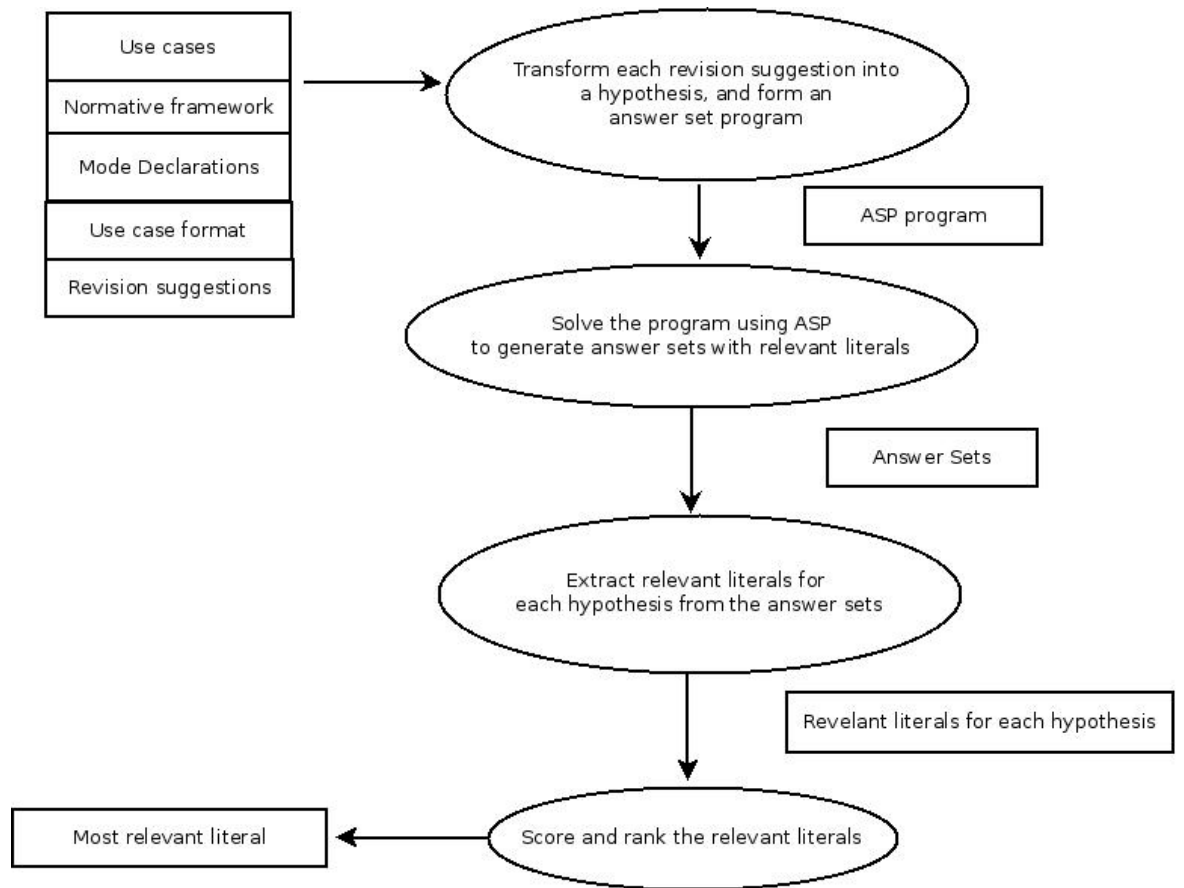 Use cases
Normative framework
Mode Declarations
Use case format
Revision suggestions
Transform each revision suggestion into
a hypothesis, and form an
answer set program
ASP program
Solve the program using ASP
to generate answer sets with relevant literals
Answer Sets
Extract relevant literals for
each hypothesis from the answer sets
Revelant literals for each hypothesis
Score and rank the relevant literals
Most relevant literal